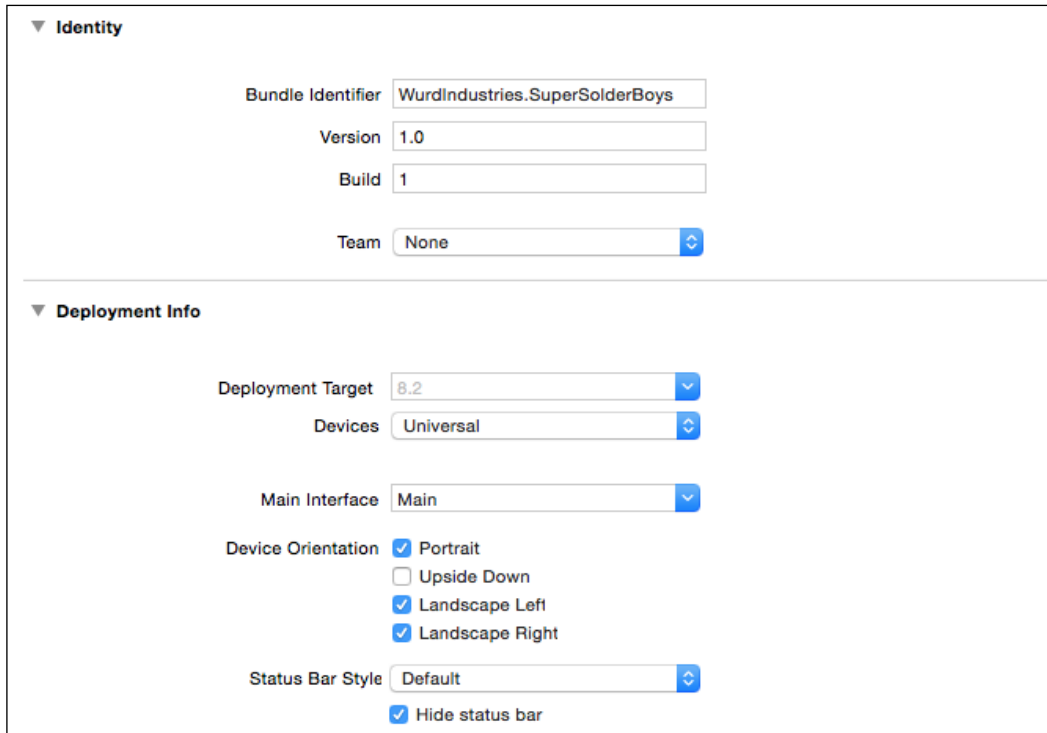 Identity
Bundle Identifier WurdIndustries.SuperSolderBoys
Version 1.0
Build 1
Team None
Deployment Info
Deployment Target 8.2
Devices Universal
Main Interface Main
Device Orientation Portrait
Upside Down
Landscape Left
Landscape Right
Status Bar Style Default
Hide status bar